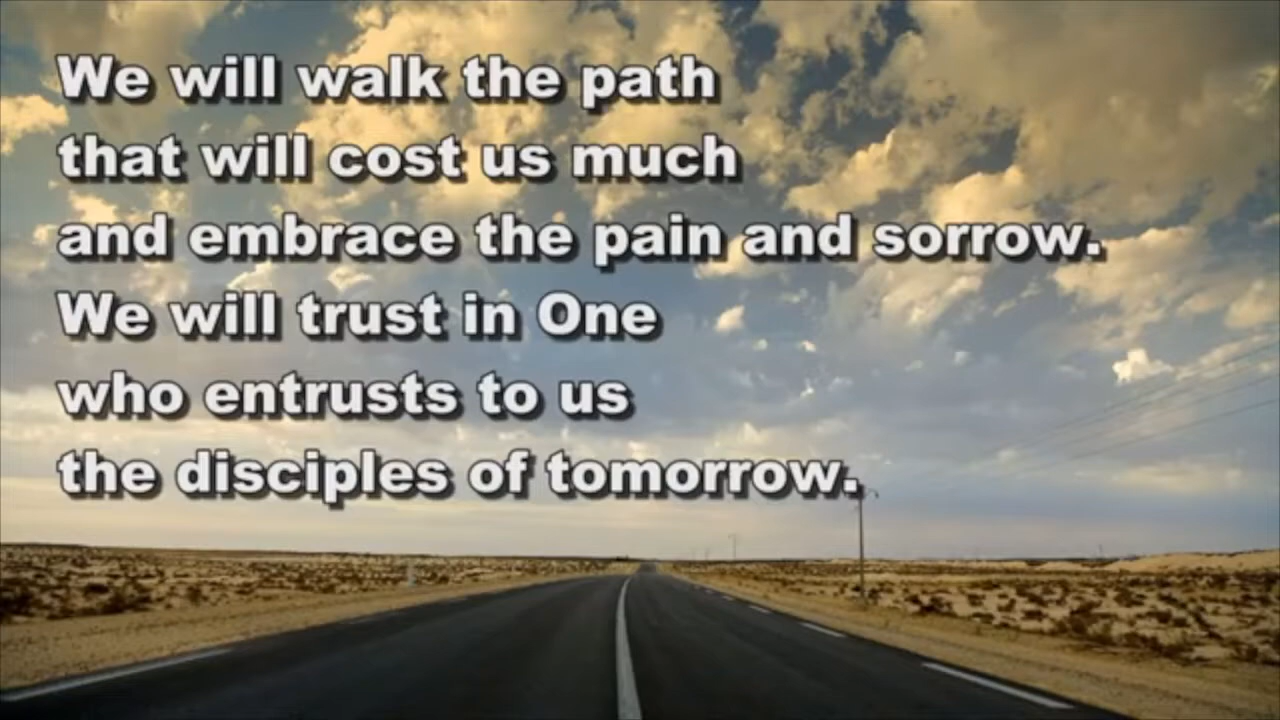 We will walk the path
that will cost us much
and embrace the pain and sorrow.
We will trust in One
who entrusts to us
the disciples of tomorrow.